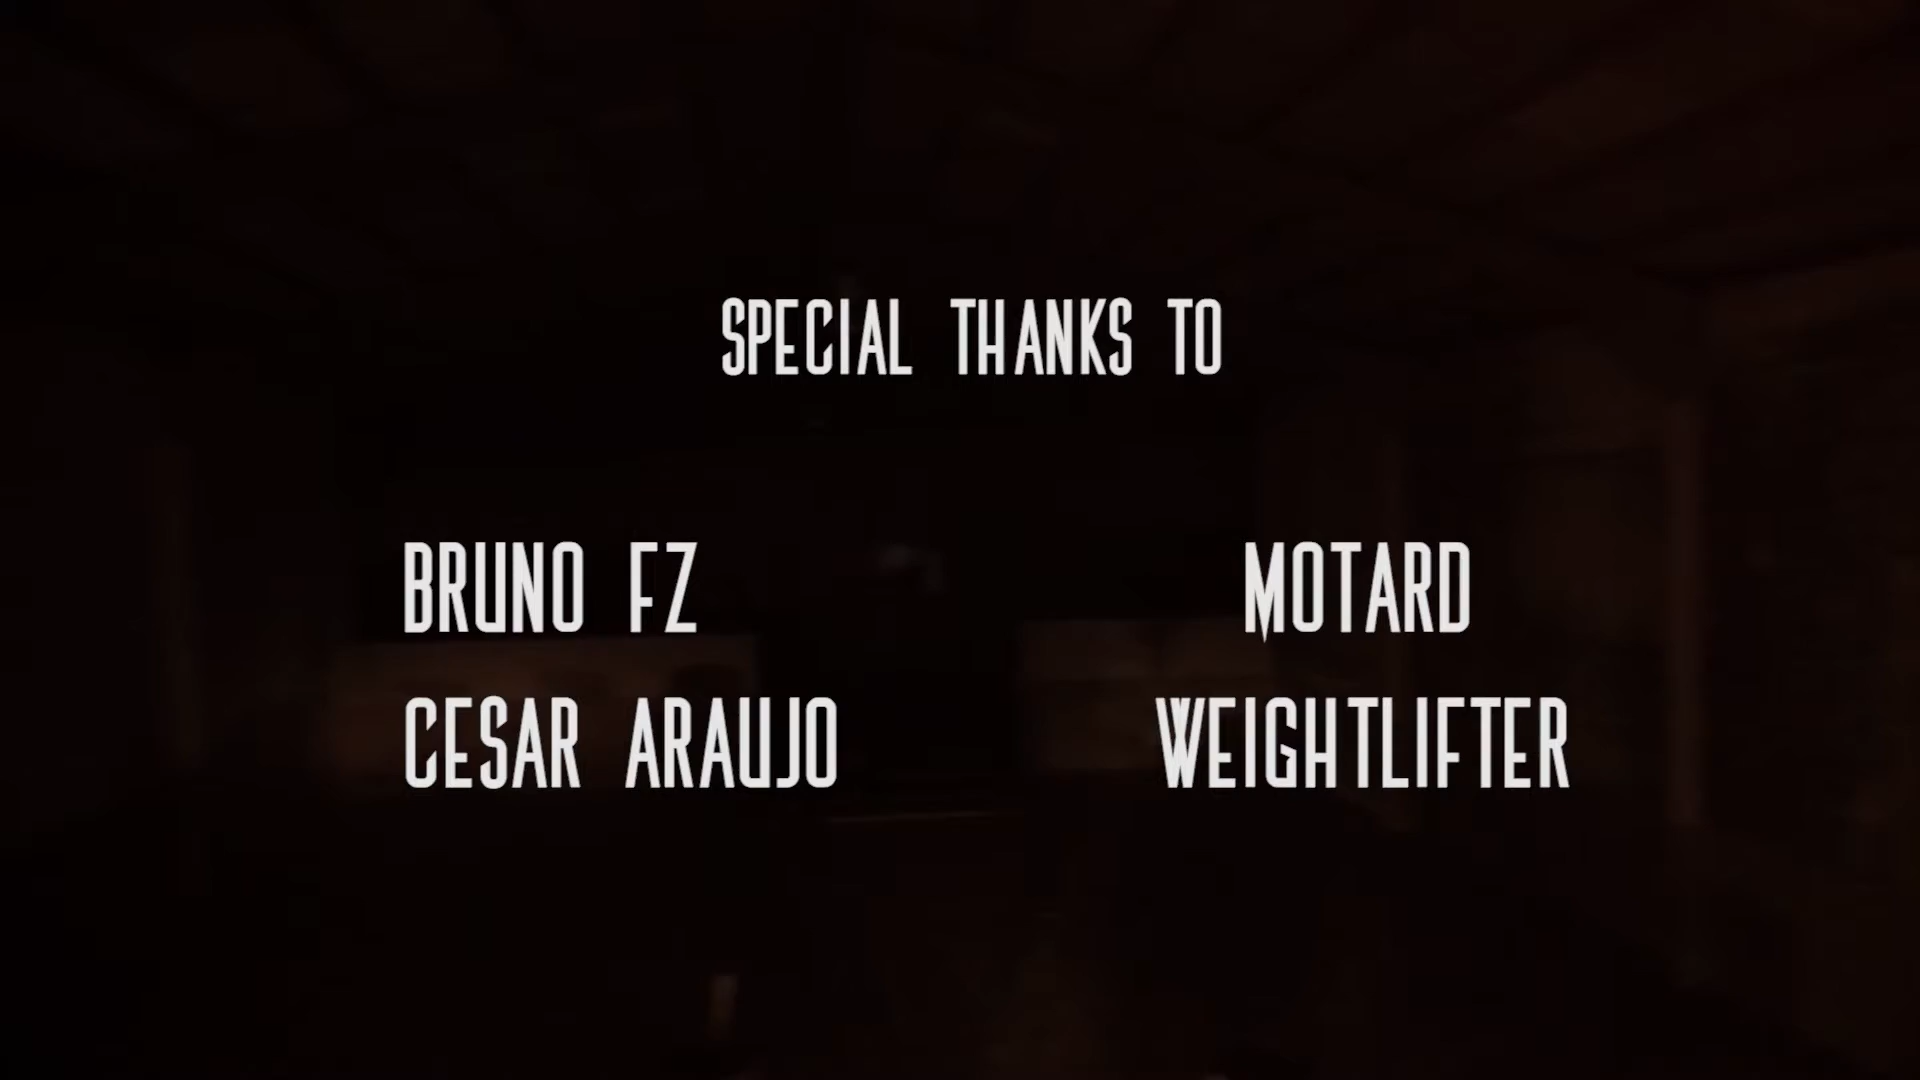 SPECIAL THANKS TO
BRUNO FZ
MOTARD
CESAR ARAUJO
WEIGHTLIFTER